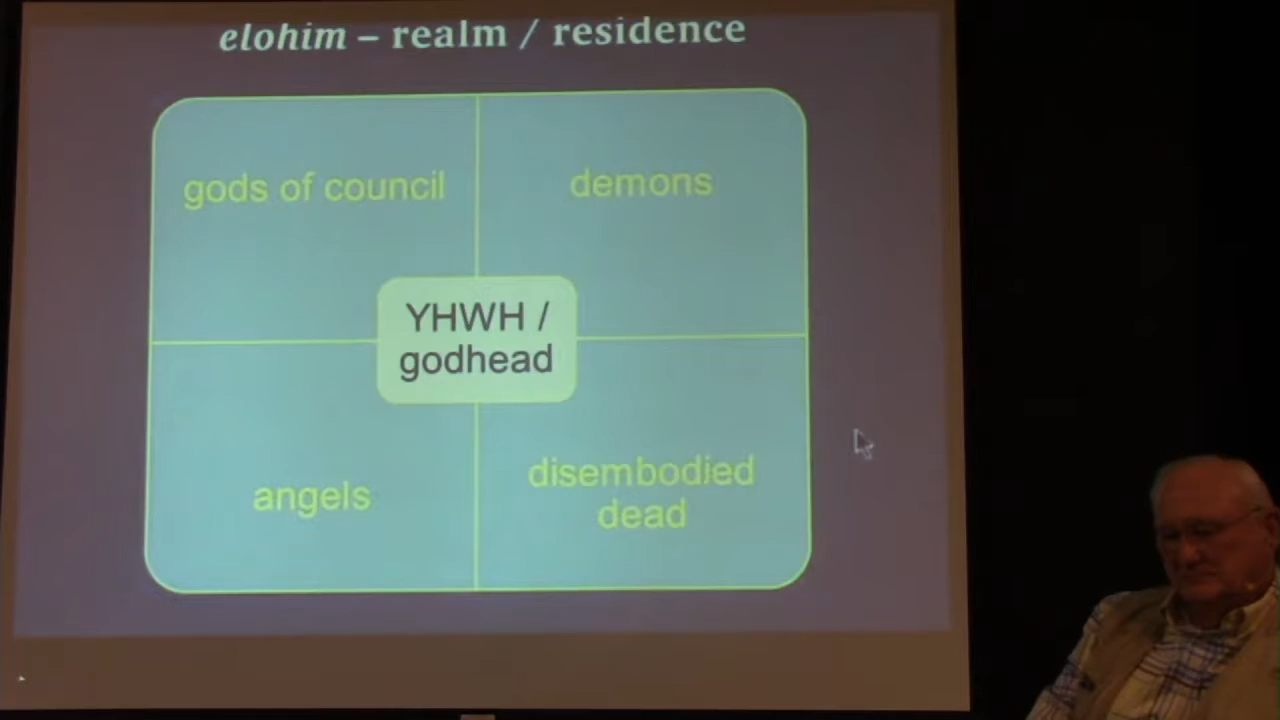 elohim – realm / residence
gods of council
demons
YHWH /
godhead
angels
disembodied
dead